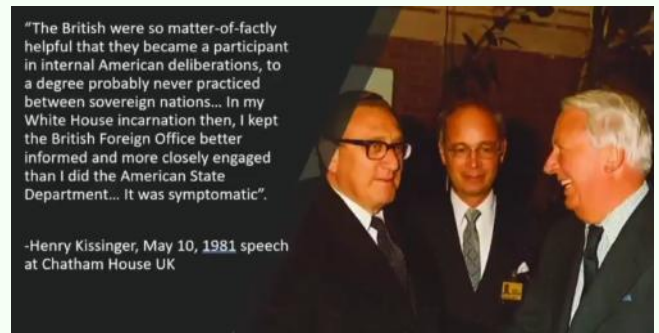 “The British were so matter-of-factly
helpful that they became a participant
in internal American deliberations, to
a degree probably never practiced
between sovereign nations... In my
White House incarnation then, I kept
the British Foreign Office better
informed and more closely engaged
than I did the American State
Department... It was symptomatic”.
-Henry Kissinger, May 10, 1981 speech
at Chatham House UK